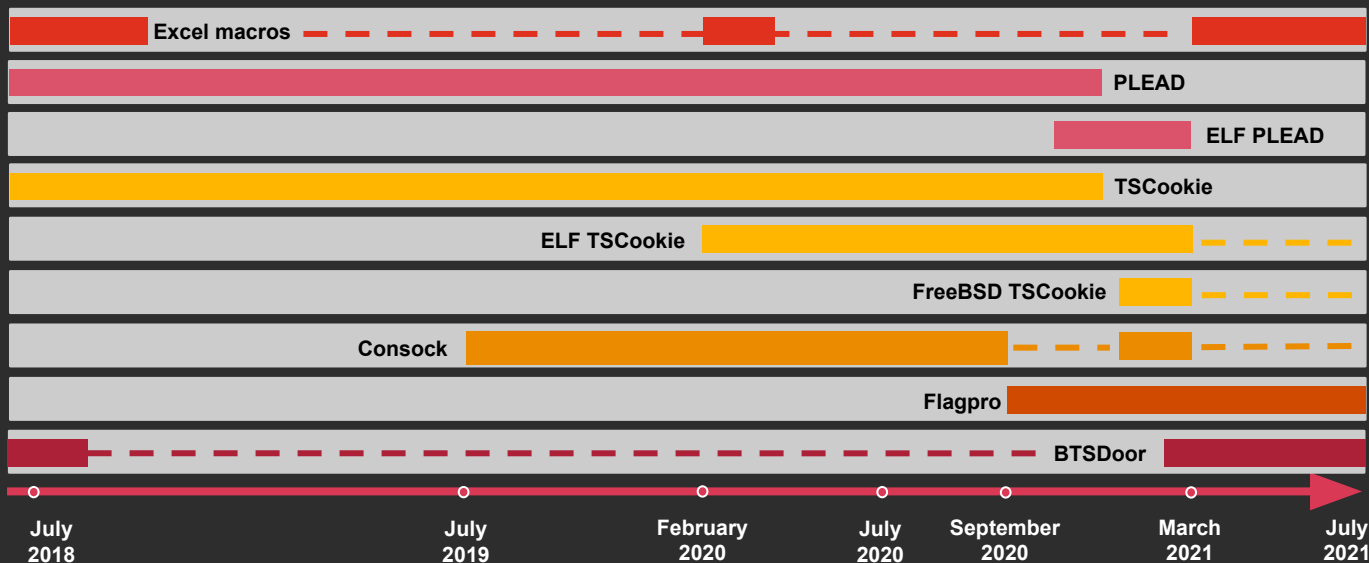 Excel macros
PLEAD
ELF PLEAD
TSCookie
ELF TSCookie
FreeBSD TSCookie
Consock
Flagpro
BTSDoor
July
2018
July
2019
February
2020
July
2020
September
2020
March
2021
July
2021